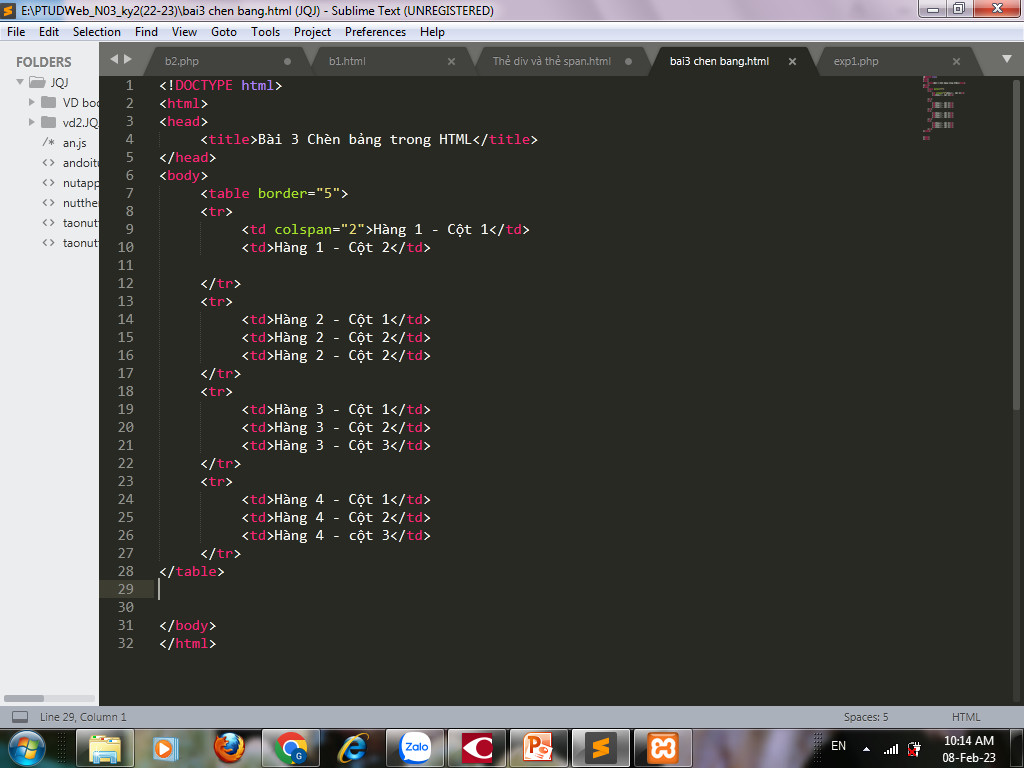 E:\PTUDWeb_N03_ky2(22-23)\bai3 chen bang.html (JQJ) - Sublime Text (UNREGISTERED)
File Edit Selection Find View Goto Tools Project Preferences Help
FOLDERS
JQJ
VD boo
vd2.JQ
/* an.js
<> andoitu
<> nutapp
<> nutthe
<> taonut
<> taonut
b2.php b1.html Thẻ div và thẻ span.html bai3 chen bang.html exp1.php
1 <!DOCTYPE html>
2 <html>
3 <head>
4 <title>Bài 3 Chèn bảng trong HTML</title>
5 </head>
6 <body>
7 <table border="5">
8 <tr>
9 <td colspan="2">Hàng 1 - Cột 1</td>
10 <td>Hàng 1 - Cột 2</td>
11
12 </tr>
13 <tr>
14 <td>Hàng 2 - Cột 1</td>
15 <td>Hàng 2 - Cột 2</td>
16 <td>Hàng 2 - Cột 2</td>
17 </tr>
18 <tr>
19 <td>Hàng 3 - Cột 1</td>
20 <td>Hàng 3 - Cột 2</td>
21 <td>Hàng 3 - Cột 3</td>
22 </tr>
23 <tr>
24 <td>Hàng 4 - Cột 1</td>
25 <td>Hàng 4 - Cột 2</td>
26 <td>Hàng 4 - cột 3</td>
27 </tr>
28 </table>
29
30
31 </body>
32 </html>
Line 29, Column 1 Spaces: 5 HTML
Zalo
EN
10:14 AM
08-Feb-23